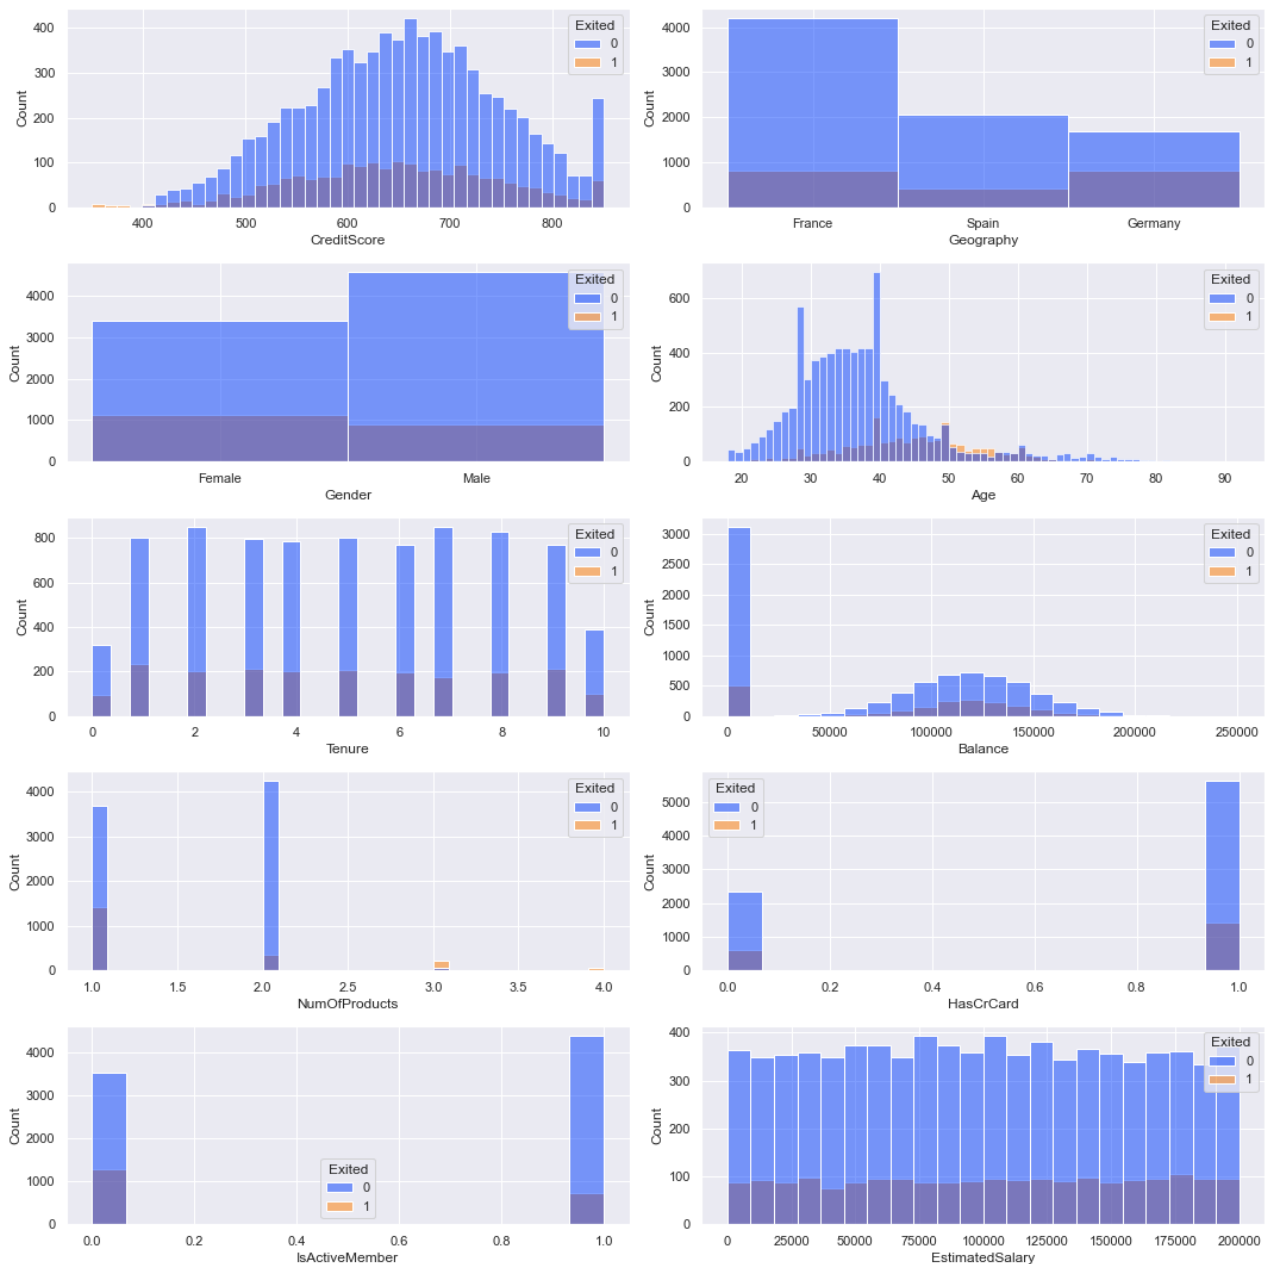 Exited
0
1
400
300
200
100
0
Count
400 500 600 700 800
CreditScore
Exited
0
1
4000
3000
2000
1000
0
Count
France Spain Germany
Geography
Exited
0
1
4000
3000
2000
1000
0
Count
Female Male
Gender
Exited
0
1
600
400
200
0
Count
20 30 40 50 60 70 80 90
Age
Exited
0
1
800
600
400
200
0
Count
0 2 4 6 8 10
Tenure
Exited
0
1
3000
2500
2000
1500
1000
500
0
Count
0 50000 100000 150000 200000 250000
Balance
Exited
0
1
4000
3000
2000
1000
0
Count
1.0 1.5 2.0 2.5 3.0 3.5 4.0
NumOfProducts
Exited
0
1
5000
4000
3000
2000
1000
0
Count
0.0 0.2 0.4 0.6 0.8 1.0
HasCrCard
Exited
0
1
4000
3000
2000
1000
0
Count
0.0 0.2 0.4 0.6 0.8 1.0
IsActiveMember
Exited
0
1
400
300
200
100
0
Count
0 25000 50000 75000 100000 125000 150000 175000 200000
EstimatedSalary